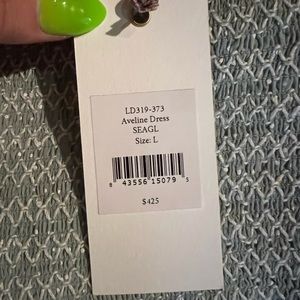 LD319-373
Aveline Dress
SEAGL
Size: L
8 43556 15079 5
$425